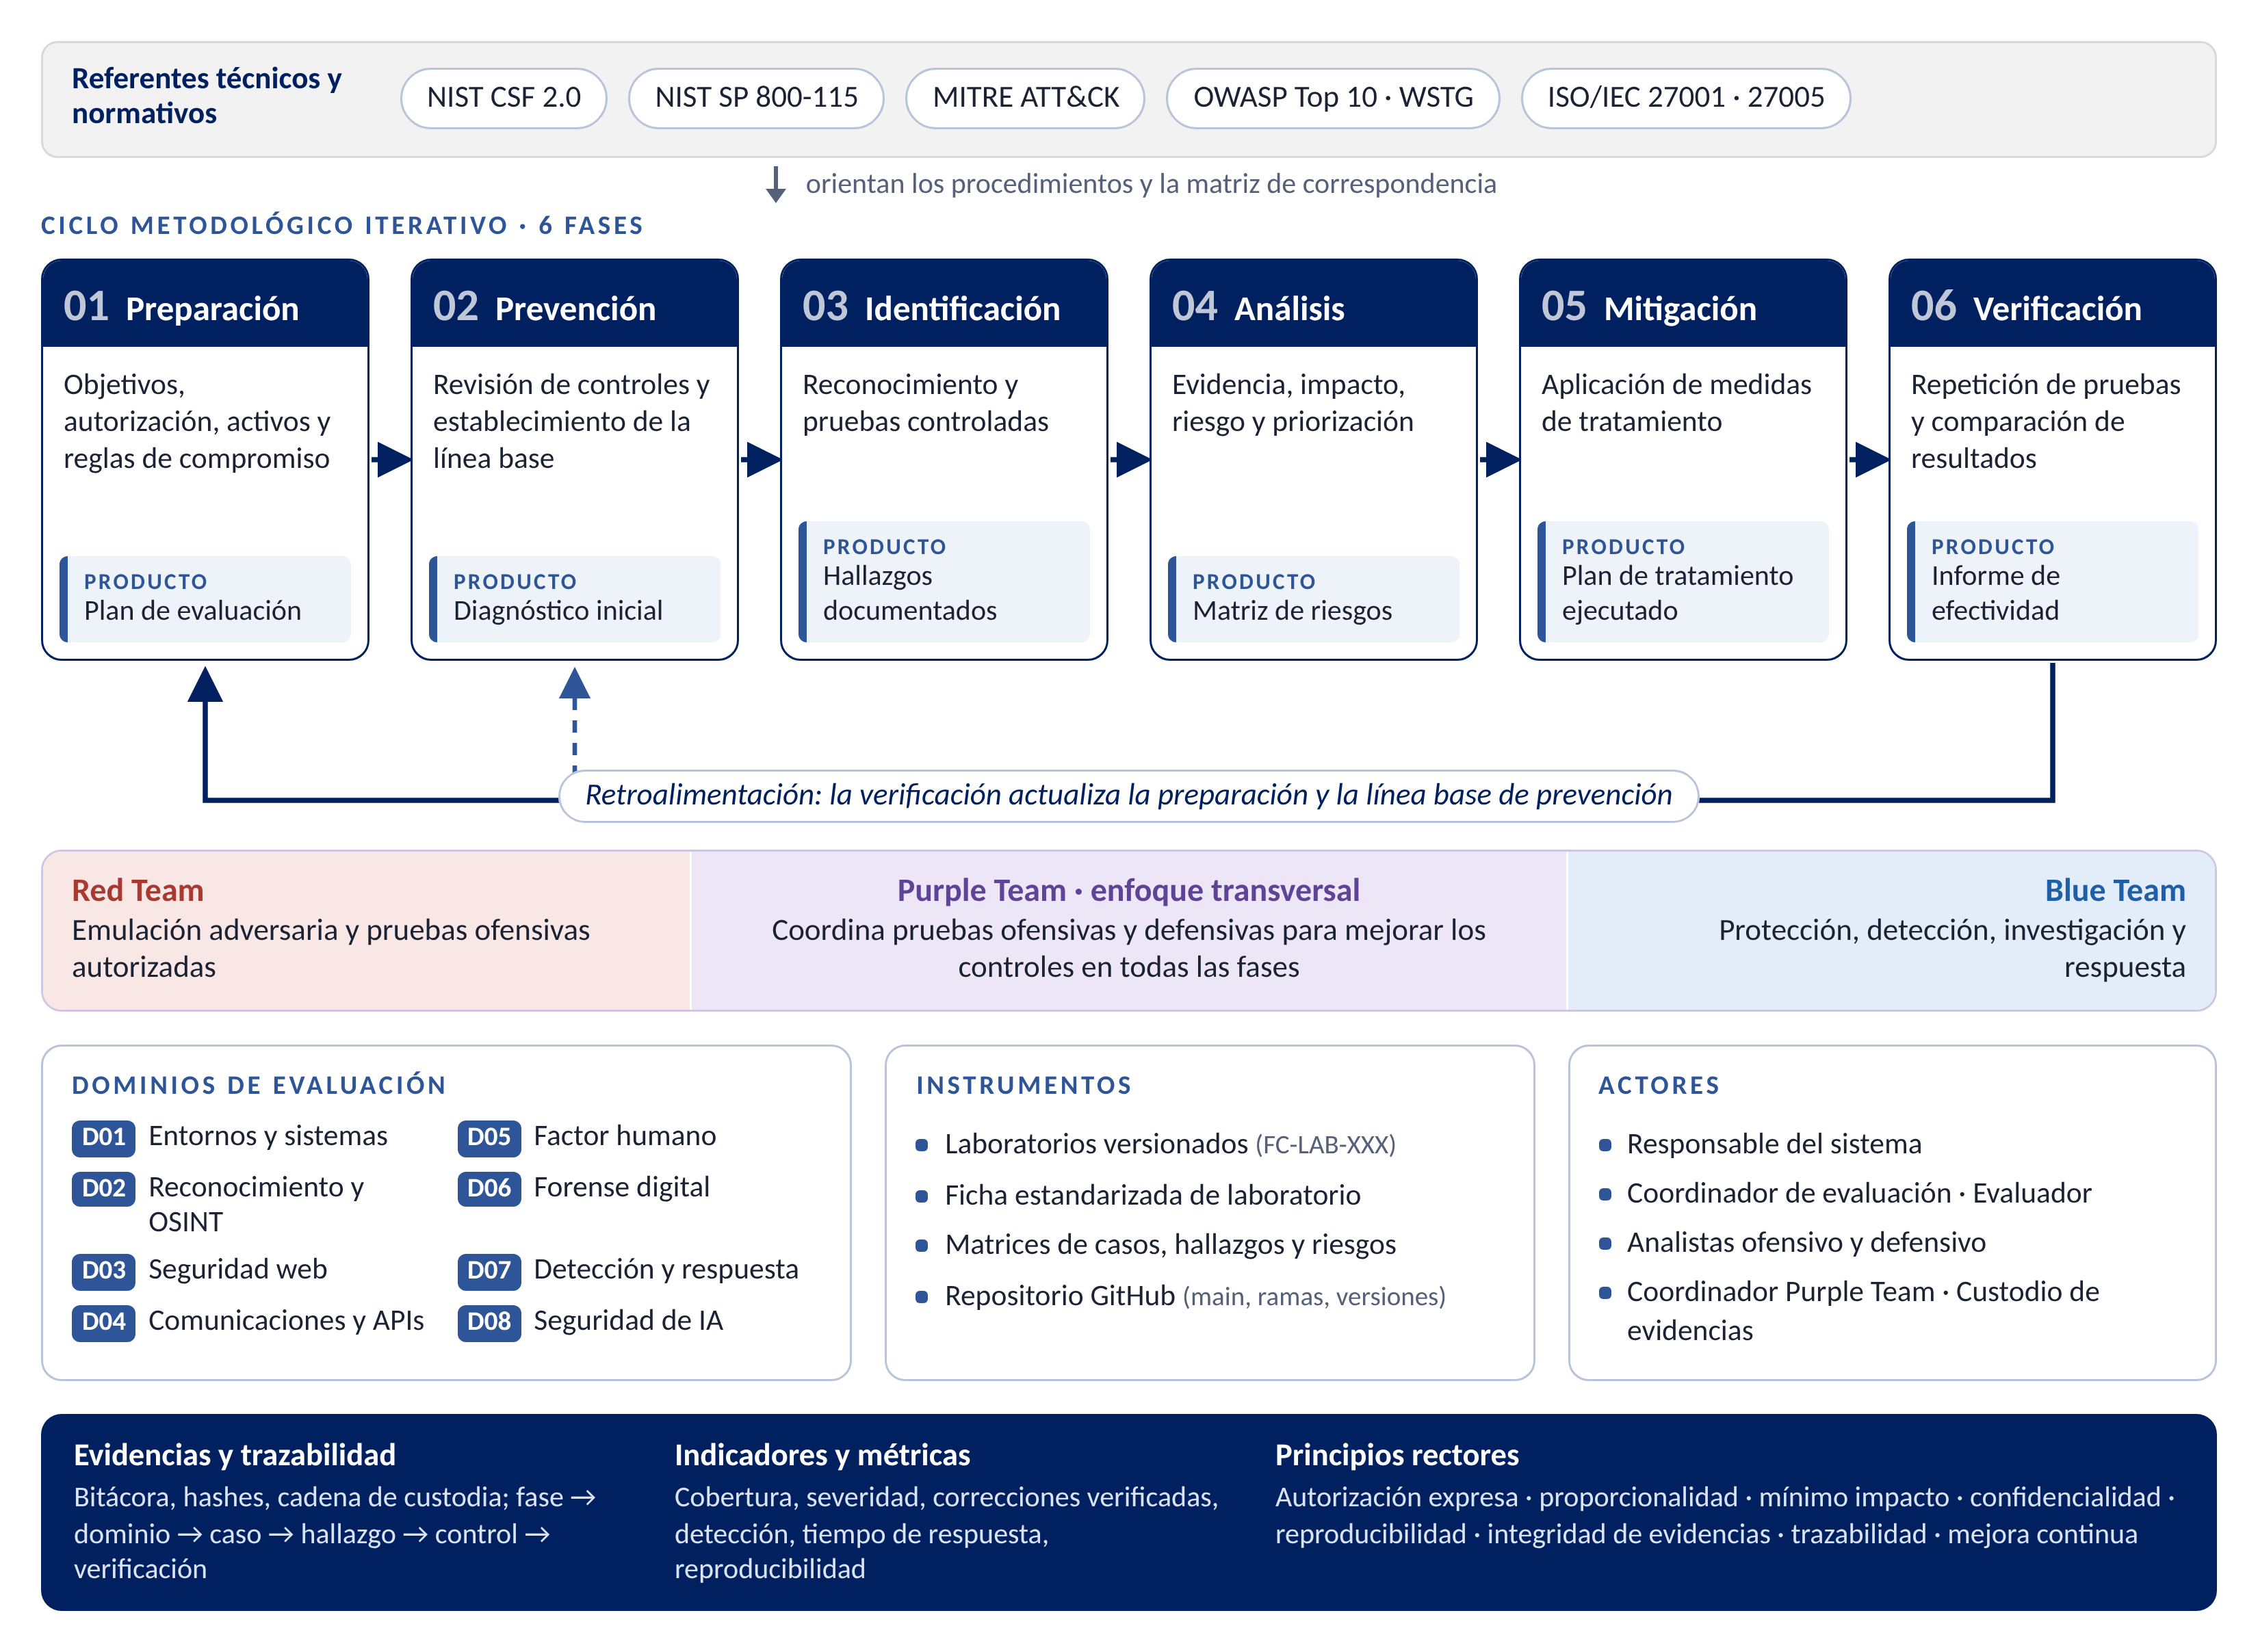 Referentes técnicos y
normativos
NIST CSF 2.0
NIST SP 800-115
MITRE ATT&CK
OWASP Top 10 · WSTG
ISO/IEC 27001 · 27005
orientan los procedimientos y la matriz de correspondencia
CICLO METODOLÓGICO ITERATIVO · 6 FASES
01 Preparación
Objetivos,
autorización, activos y
reglas de compromiso
PRODUCTO
Plan de evaluación
02 Prevención
Revisión de controles y
establecimiento de la
línea base
PRODUCTO
Diagnóstico inicial
03 Identificación
Reconocimiento y
pruebas controladas
PRODUCTO
Hallazgos
documentados
04 Análisis
Evidencia, impacto,
riesgo y priorización
PRODUCTO
Matriz de riesgos
05 Mitigación
Aplicación de medidas
de tratamiento
PRODUCTO
Plan de tratamiento
ejecutado
06 Verificación
Repetición de pruebas
y comparación de
resultados
PRODUCTO
Informe de
efectividad
Retroalimentación: la verificación actualiza la preparación y la línea base de prevención
Red Team
Emulación adversaria y pruebas ofensivas
autorizadas
Purple Team · enfoque transversal
Coordina pruebas ofensivas y defensivas para mejorar los
controles en todas las fases
Blue Team
Protección, detección, investigación y
respuesta
DOMINIOS DE EVALUACIÓN
D01 Entornos y sistemas
D02 Reconocimiento y
OSINT
D03 Seguridad web
D04 Comunicaciones y APIs
D05 Factor humano
D06 Forense digital
D07 Detección y respuesta
D08 Seguridad de IA
INSTRUMENTOS
Laboratorios versionados (FC-LAB-XXX)
Ficha estandarizada de laboratorio
Matrices de casos, hallazgos y riesgos
Repositorio GitHub (main, ramas, versiones)
ACTORES
Responsable del sistema
Coordinador de evaluación · Evaluador
Analistas ofensivo y defensivo
Coordinador Purple Team · Custodio de
evidencias
Evidencias y trazabilidad
Bitácora, hashes, cadena de custodia; fase →
dominio → caso → hallazgo → control →
verificación
Indicadores y métricas
Cobertura, severidad, correcciones verificadas,
detección, tiempo de respuesta,
reproducibilidad
Principios rectores
Autorización expresa · proporcionalidad · mínimo impacto · confidencialidad ·
reproducibilidad · integridad de evidencias · trazabilidad · mejora continua